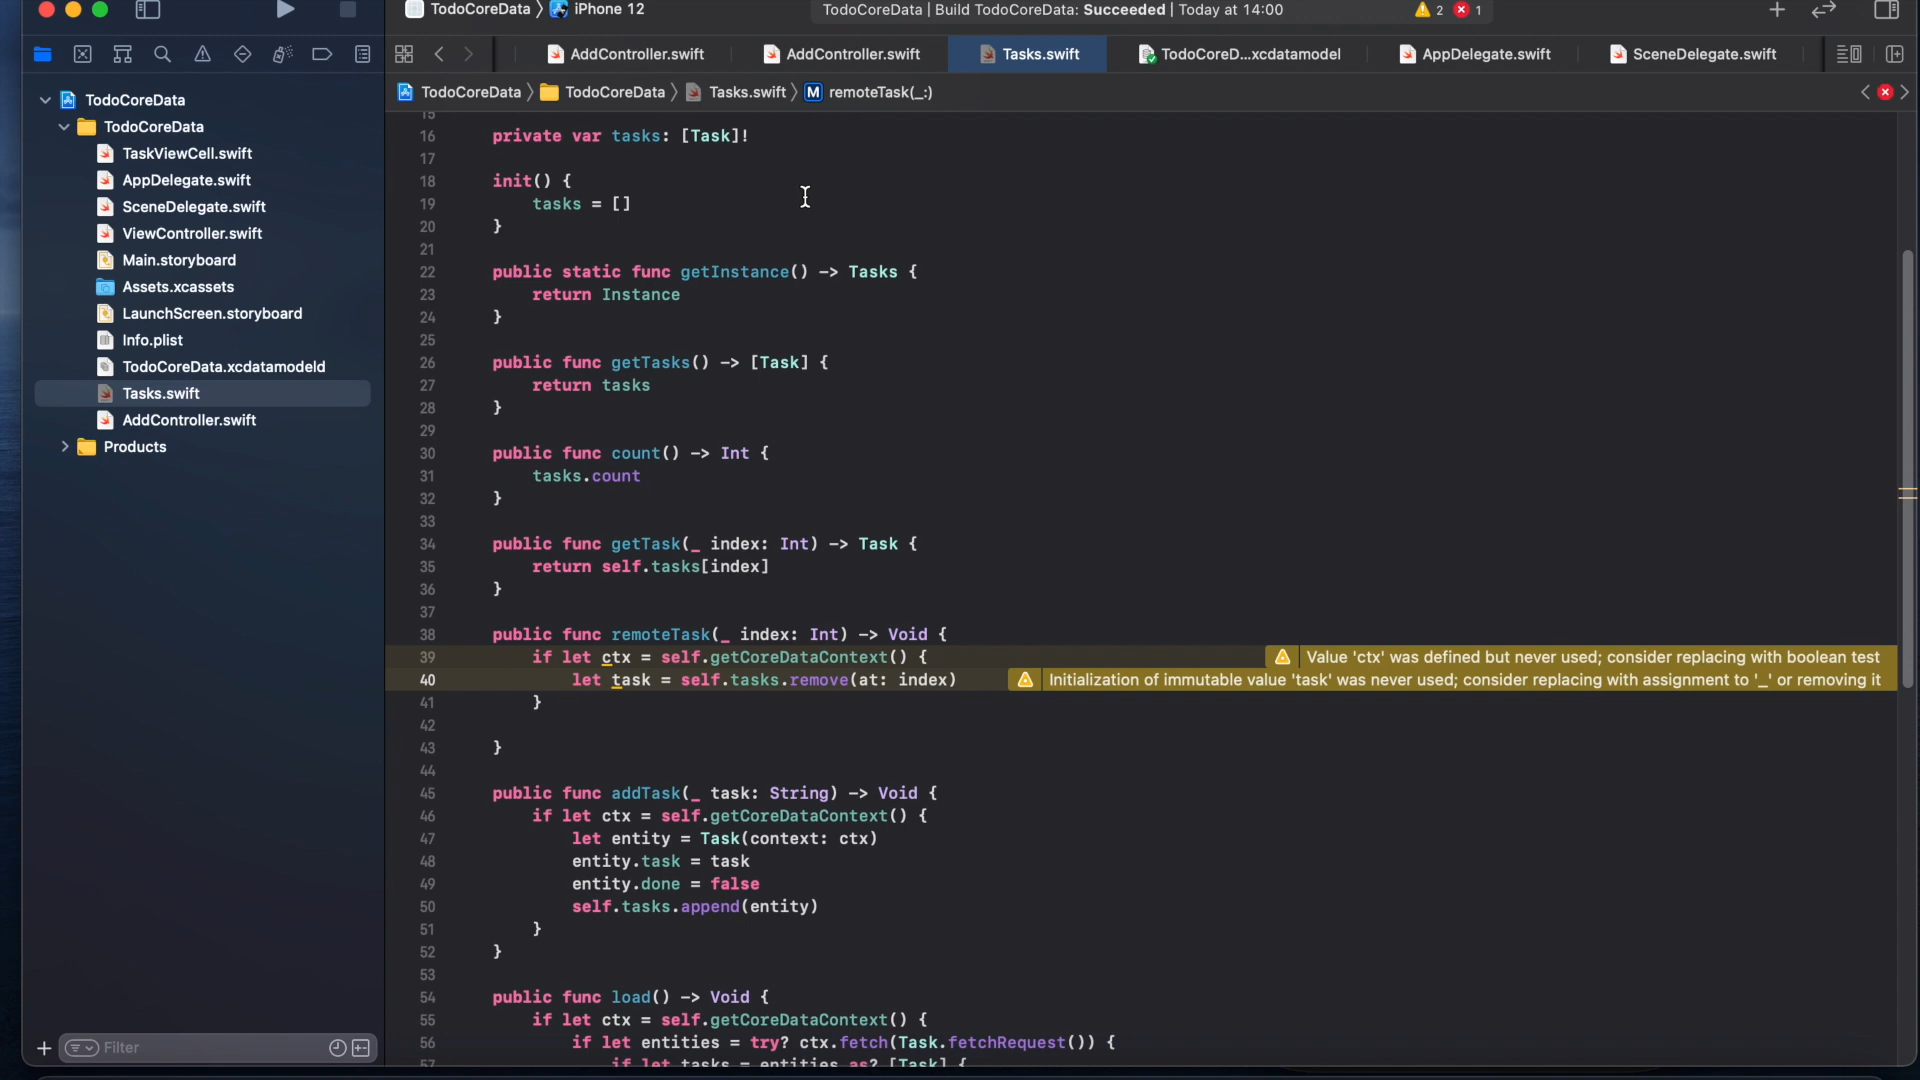 TodoCoreData 〉 iPhone 12
TodoCoreData | Build TodoCoreData: Succeeded | Today at 14:00
2
1
AddController.swift
AddController.swift
Tasks.swift
TodoCoreD...xcdatamodel
AppDelegate.swift
SceneDelegate.swift
TodoCoreData 〉 TodoCoreData 〉 Tasks.swift 〉 M remoteTask(_:)
TodoCoreData
TodoCoreData
TaskViewCell.swift
AppDelegate.swift
SceneDelegate.swift
ViewController.swift
Main.storyboard
Assets.xcassets
LaunchScreen.storyboard
Info.plist
TodoCoreData.xcdatamodeld
Tasks.swift
AddController.swift
Products
Filter
15
16 private var tasks: [Task]!
17
18 init() {
19 tasks = []
20 }
21
22 public static func getInstance() -> Tasks {
23 return Instance
24 }
25
26 public func getTasks() -> [Task] {
27 return tasks
28 }
29
30 public func count() -> Int {
31 tasks.count
32 }
33
34 public func getTask(_ index: Int) -> Task {
35 return self.tasks[index]
36 }
37
38 public func remoteTask(_ index: Int) -> Void {
39 if let ctx = self.getCoreDataContext() { Value 'ctx' was defined but never used; consider replacing with boolean test
40 let task = self.tasks.remove(at: index) Initialization of immutable value 'task' was never used; consider replacing with assignment to '_' or removing it
41 }
42
43 }
44
45 public func addTask(_ task: String) -> Void {
46 if let ctx = self.getCoreDataContext() {
47 let entity = Task(context: ctx)
48 entity.task = task
49 entity.done = false
50 self.tasks.append(entity)
51 }
52 }
53
54 public func load() -> Void {
55 if let ctx = self.getCoreDataContext() {
56 if let entities = try? ctx.fetch(Task.fetchRequest()) {
57 if let tasks = entities as? [Task] {